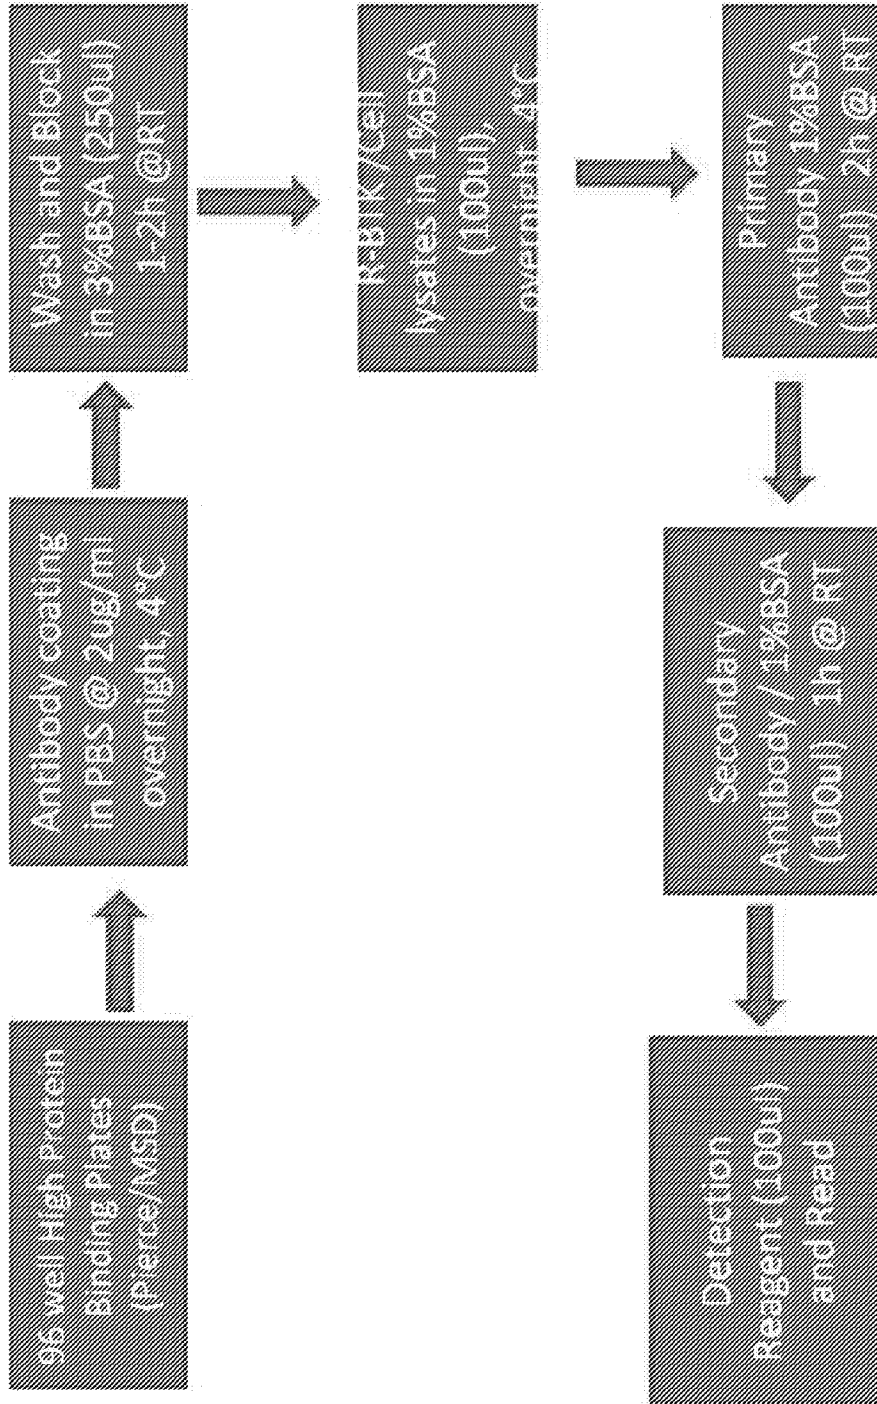 96 well High Protein
Binding Plates
(Pierce/MSD)
Antibody coating
in PBS @ 2ug/ml
overnight, 4°C
Wash and Block
in 3%BSA (250ul)
1-2h @RT
R-BTK/Cell
lysates in 1%BSA
(100ul),
overnight 4°C
Primary
Antibody 1%BSA
(100ul) 2h @ RT
Secondary
Antibody / 1%BSA
(100ul) 1h @ RT
Detection
Reagent (100ul)
and Read